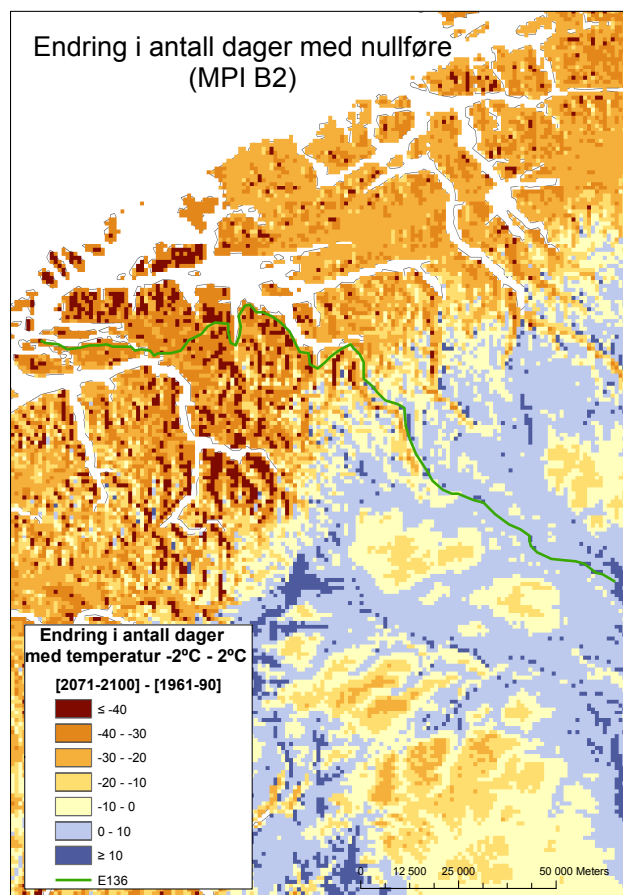 Endring i antall dager med nullføre
(MPI B2)
Endring i antall dager
med temperatur -2ºC - 2ºC
[2071-2100] - [1961-90]
≤ -40
-40 - -30
-30 - -20
-20 - -10
-10 - 0
0 - 10
≥ 10
E136
0 12 500 25 000 50 000 Meters